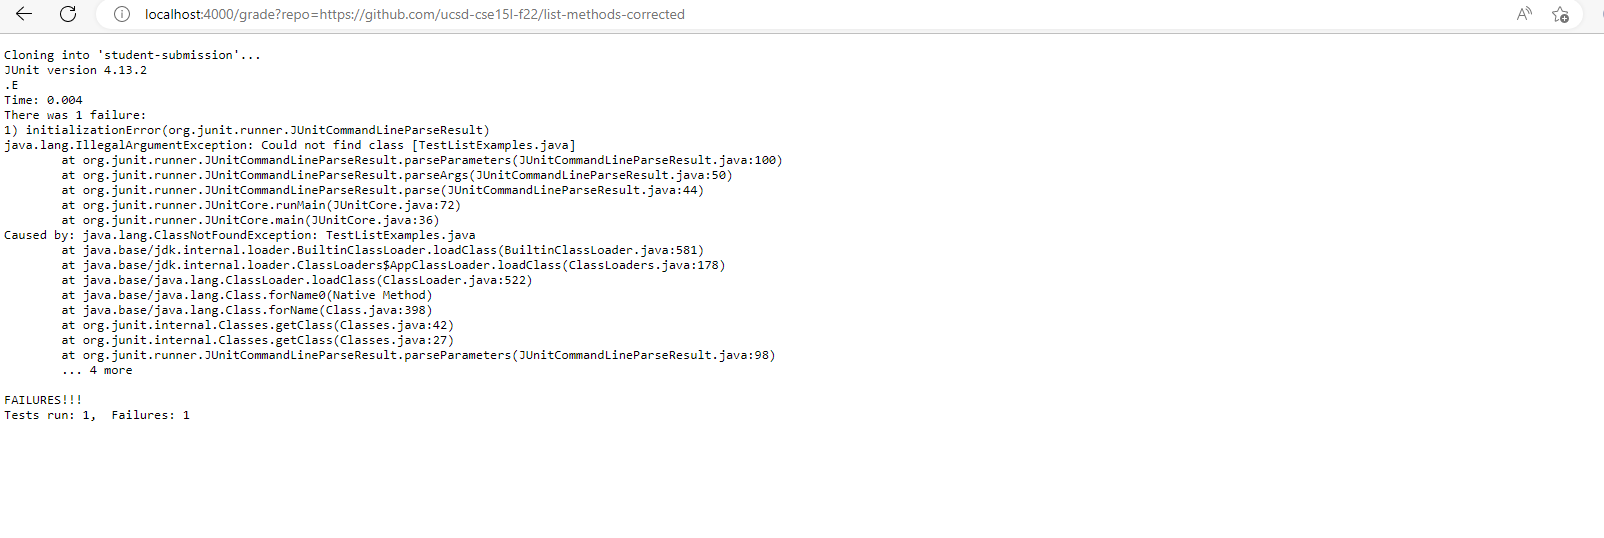 localhost:4000/grade?repo=https://github.com/ucsd-cse15l-f22/list-methods-corrected
Cloning into 'student-submission'...
JUnit version 4.13.2
.E
Time: 0.004
There was 1 failure:
1) initializationError(org.junit.runner.JUnitCommandLineParseResult)
java.lang.IllegalArgumentException: Could not find class [TestListExamples.java]
at org.junit.runner.JUnitCommandLineParseResult.parseParameters(JUnitCommandLineParseResult.java:100)
at org.junit.runner.JUnitCommandLineParseResult.parseArgs(JUnitCommandLineParseResult.java:50)
at org.junit.runner.JUnitCommandLineParseResult.parse(JUnitCommandLineParseResult.java:44)
at org.junit.runner.JUnitCore.runMain(JUnitCore.java:72)
at org.junit.runner.JUnitCore.main(JUnitCore.java:36)
Caused by: java.lang.ClassNotFoundException: TestListExamples.java
at java.base/jdk.internal.loader.BuiltinClassLoader.loadClass(BuiltinClassLoader.java:581)
at java.base/jdk.internal.loader.ClassLoaders$AppClassLoader.loadClass(ClassLoaders.java:178)
at java.base/java.lang.ClassLoader.loadClass(ClassLoader.java:522)
at java.base/java.lang.Class.forName0(Native Method)
at java.base/java.lang.Class.forName(Class.java:398)
at org.junit.internal.Classes.getClass(Classes.java:42)
at org.junit.internal.Classes.getClass(Classes.java:27)
at org.junit.runner.JUnitCommandLineParseResult.parseParameters(JUnitCommandLineParseResult.java:98)
... 4 more
FAILURES!!!
Tests run: 1,  Failures: 1